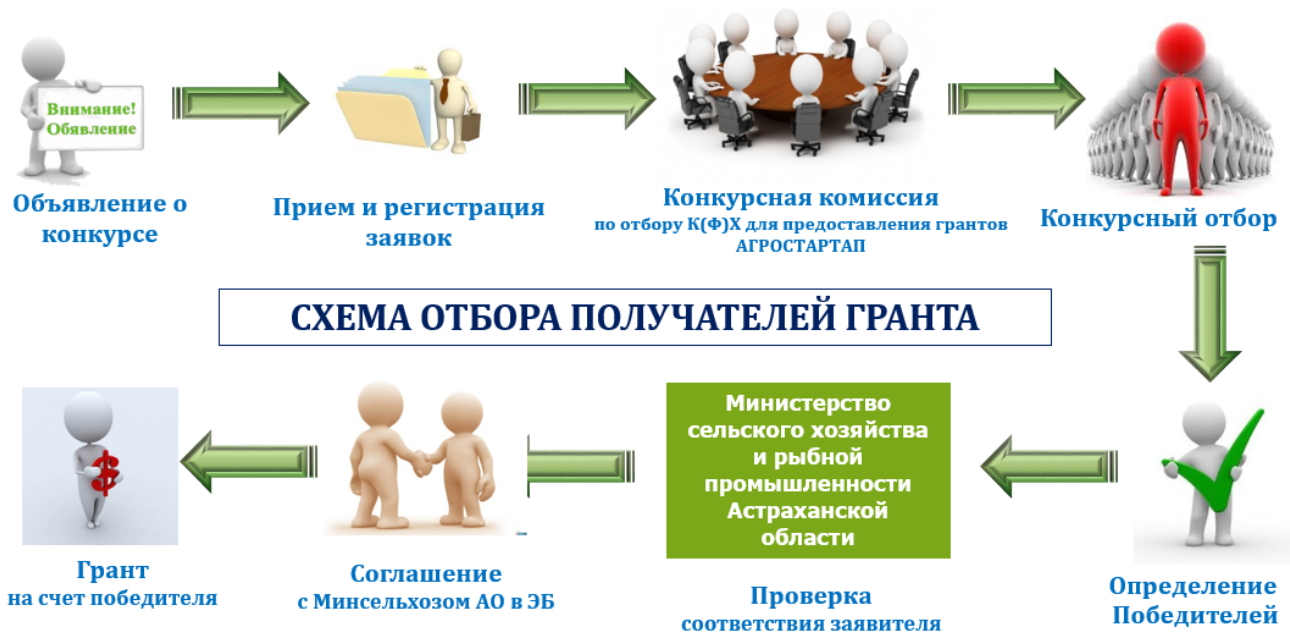 Внимание!
Обявление
Объявление о
конкурсе
Прием и регистрация
заявок
Конкурсная комиссия
по отбору К(Ф)Х для предоставления грантов
АГРОСТАРТАП
Конкурсный отбор
СХЕМА ОТБОРА ПОЛУЧАТЕЛЕЙ ГРАНТА
Определение
Победителей
Министерство
сельского хозяйства
и рыбной
промышленности
Астраханской
области
Проверка
соответствия заявителя
Соглашение
с Минсельхозом АО в ЭБ
Грант
на счет победителя